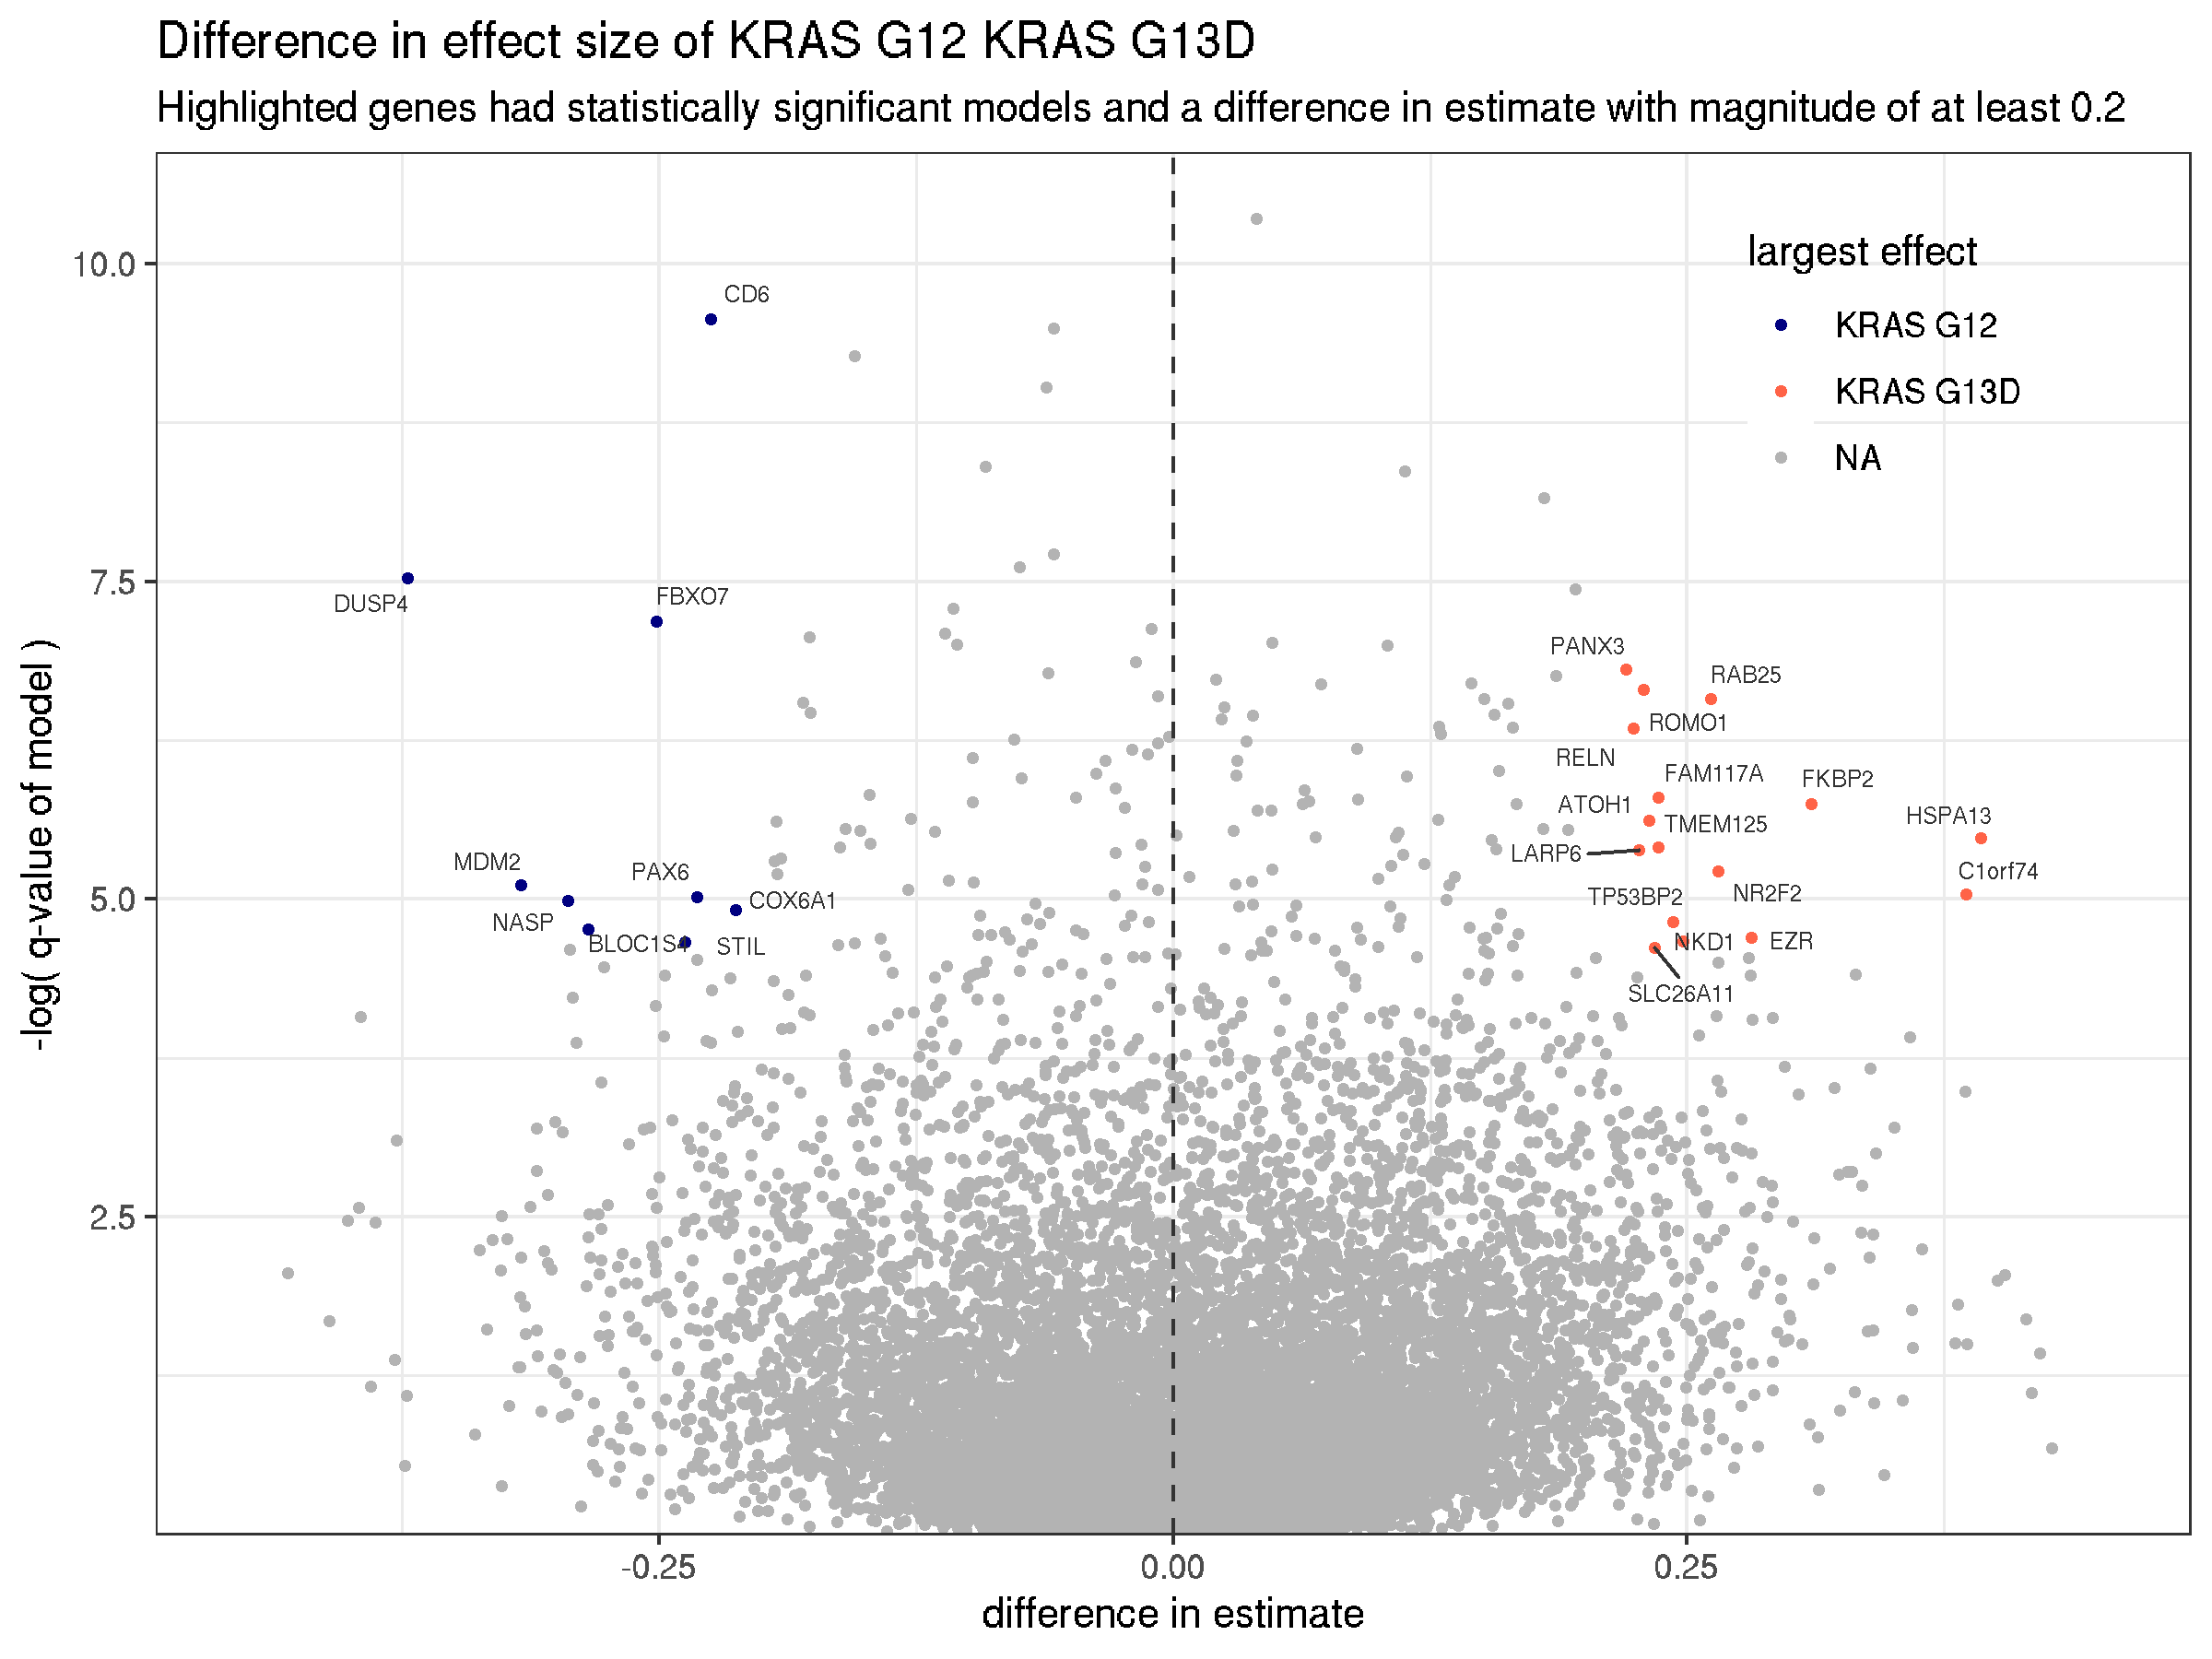 Difference in effect size of KRAS G12 KRAS G13D
Highlighted genes had statistically significant models and a difference in estimate with magnitude of at least 0.2
-log( q-value of model )
10.0
7.5
5.0
2.5
largest effect
KRAS G12
KRAS G13D
NA
CD6
DUSP4
FBXO7
PANX3
RAB25
ROMO1
RELN
FAM117A
FKBP2
ATOH1
HSPA13
TMEM125
LARP6
MDM2
PAX6
C1orf74
COX6A1
TP53BP2
NR2F2
NASP
BLOC1S4
STIL
NKD1
EZR
SLC26A11
-0.25
0.00
0.25
difference in estimate